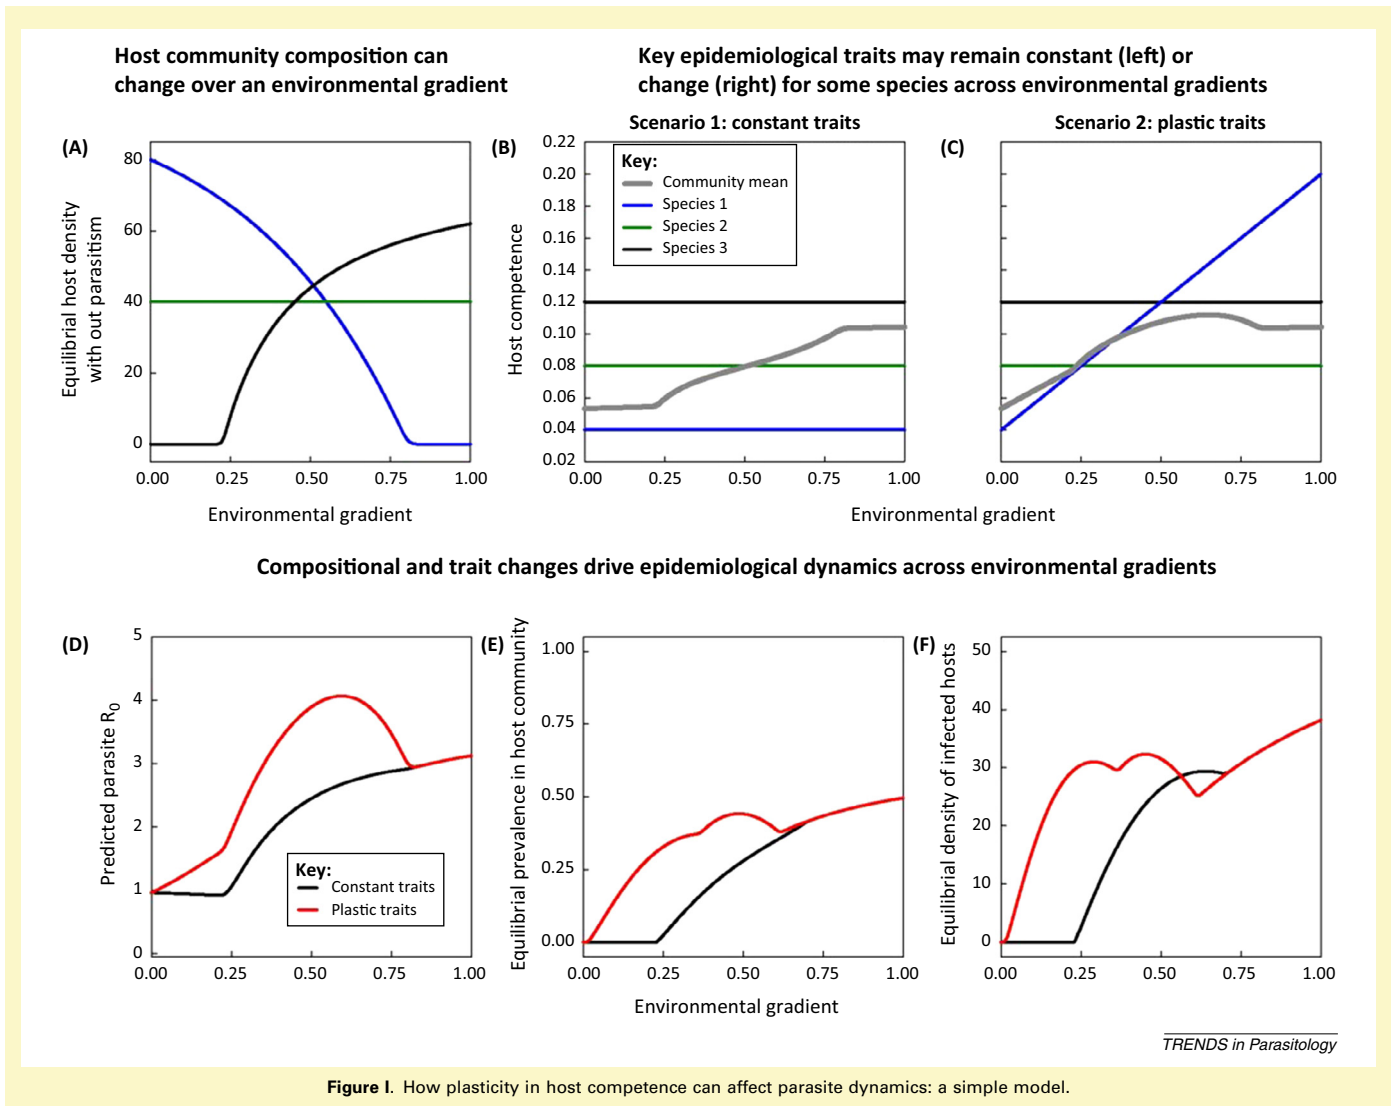 Host community composition can
change over an environmental gradient
Key epidemiological traits may remain constant (left) or
change (right) for some species across environmental gradients
Scenario 1: constant traits
Scenario 2: plastic traits
(A)
Equilibrial host density
with out parasitism
80
60
40
20
0
0.00 0.25 0.50 0.75 1.00
Environmental gradient
(B)
Host competence
0.22
0.20
0.18
0.16
0.14
0.12
0.10
0.08
0.06
0.04
0.02
Key:
Community mean
Species 1
Species 2
Species 3
0.00 0.25 0.50 0.75 1.00
(C)
0.00 0.25 0.50 0.75 1.00
Environmental gradient
Compositional and trait changes drive epidemiological dynamics across environmental gradients
(D)
Predicted parasite R0
5
4
3
2
1
0
Key:
Constant traits
Plastic traits
0.00 0.25 0.50 0.75 1.00
(E)
Equilibrial prevalence in host community
1.00
0.75
0.50
0.25
0.00
0.00 0.25 0.50 0.75 1.00
Environmental gradient
(F)
Equilibrial density of infected hosts
50
40
30
20
10
0
0.00 0.25 0.50 0.75 1.00
TRENDS in Parasitology
Figure I. How plasticity in host competence can affect parasite dynamics: a simple model.